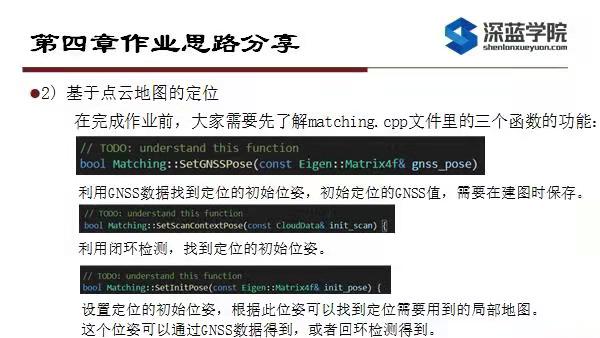 第四章作业思路分享
深蓝学院
shenlanxueyuan.com
2) 基于点云地图的定位
在完成作业前，大家需要先了解matching.cpp文件里的三个函数的功能：
// TODO: understand this function
bool Matching::SetGNSSPose(const Eigen::Matrix4f& gnss_pose)
利用GNSS数据找到定位的初始位姿，初始定位的GNSS值，需要在建图时保存。
// TODO: understand this function
bool Matching::SetScanContextPose(const CloudData& init_scan) {
利用闭环检测，找到定位的初始位姿。
// TODO: understand this function
bool Matching::SetInitPose(const Eigen::Matrix4f& init_pose) {
设置定位的初始位姿，根据此位姿可以找到定位需要用到的局部地图。
这个位姿可以通过GNSS数据得到，或者回环检测得到。